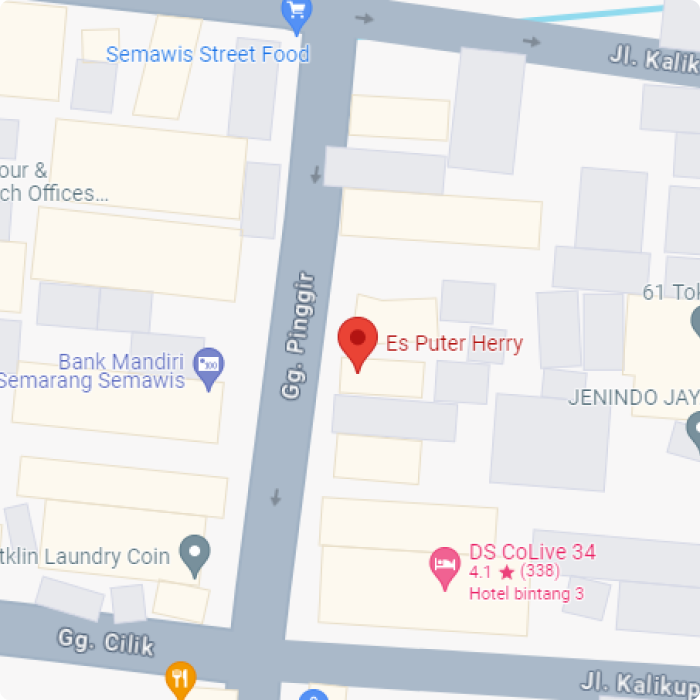 Semawis Street Food
Jl. Kalik
our &
ch Offices...
61 Tok
Gg. Pinggir
Es Puter Herry
Bank Mandiri
Semarang Semawis
JENINDO JAY
tklin Laundry Coin
DS CoLive 34
4.1 ★ (338)
Hotel bintang 3
Gg. Cilik
Jl. Kalikup